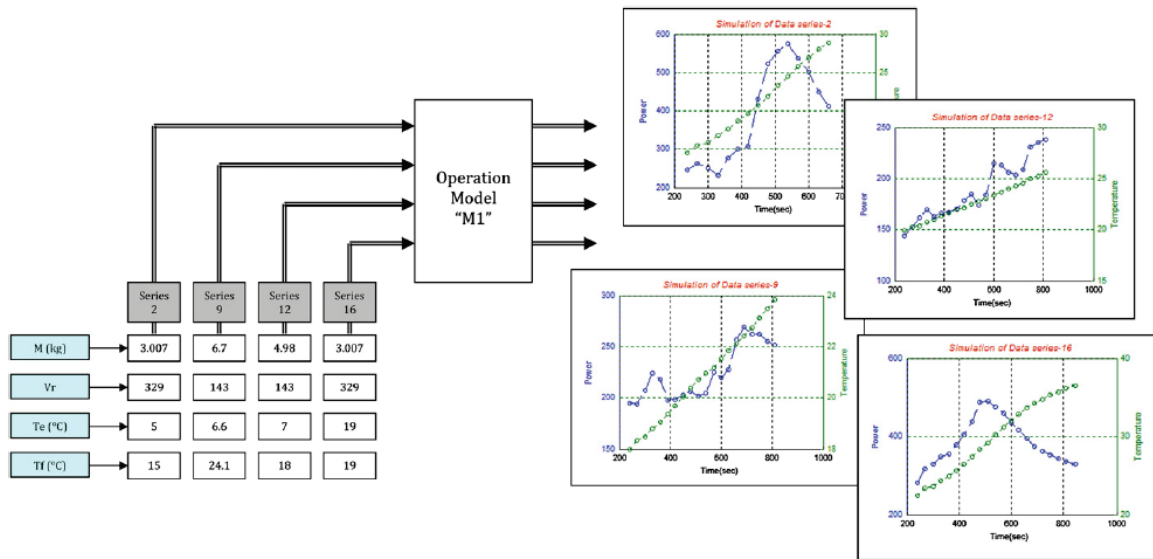 Operation
Model
"M1"
Series
2
Series
9
Series
12
Series
16
M (kg)
3.007
6.7
4.98
3.007
Vr
329
143
143
329
Te (°C)
5
6.6
7
19
Tf (°C)
15
24.1
18
19
Simulation of Data series-2
600
500
400
300
200
Power
30
25
200
300
400
500
600
Time(sec)
Simulation of Data series-12
250
200
150
100
Power
30
25
20
15
Temperature
200
400
600
800
1000
Time(sec)
Simulation of Data series-9
300
250
200
150
Power
24
22
20
18
Temperature
200
400
600
800
1000
Time(sec)
Simulation of Data series-16
600
400
200
Power
40
30
20
Temperature
200
400
600
800
1000
Time(sec)